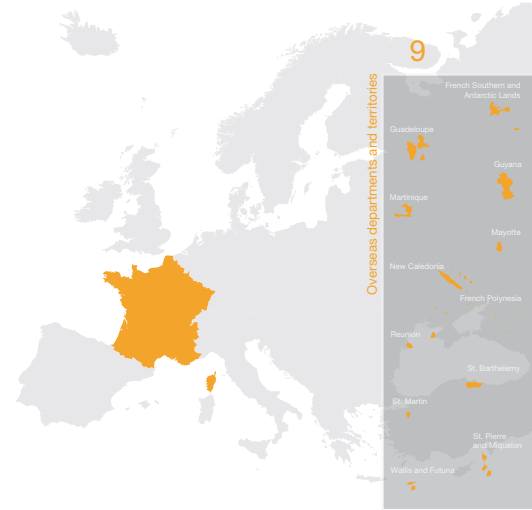 9
Overseas departments and territories
French Southern and
Antarctic Lands
Guadeloupe
Guyana
Martinique
Mayotte
New Caledonia
French Polynesia
Reunion
St. Barthelemy
St. Martin
St. Pierre
and Miquelon
Wallis and Futuna